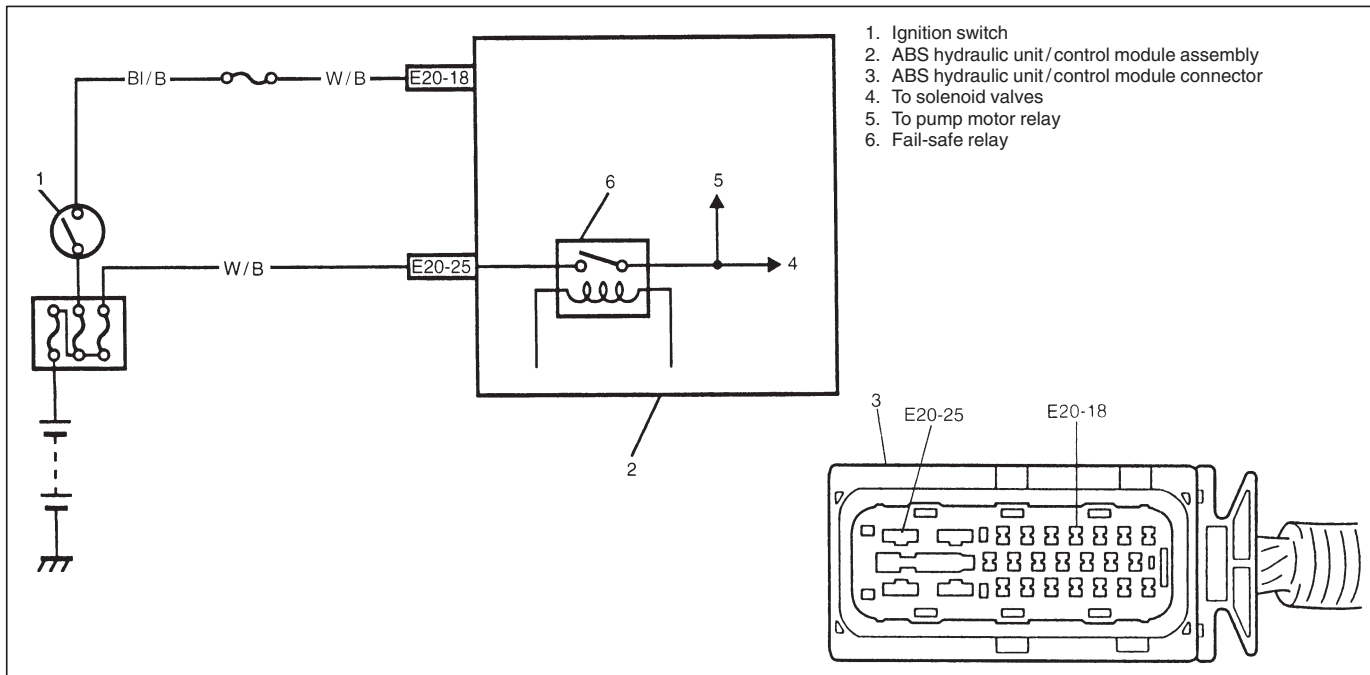 1. Ignition switch
2. ABS hydraulic unit/control module assembly
3. ABS hydraulic unit/control module connector
4. To solenoid valves
5. To pump motor relay
6. Fail-safe relay
BI/B
W/B
E20-18
1
6
5
W/B
E20-25
4
2
3
E20-25
E20-18